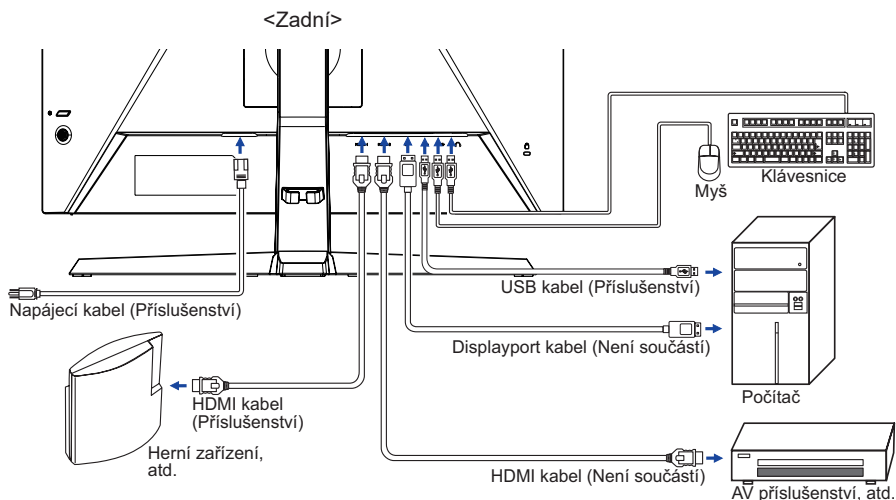 <Zadní>
Klávesnice
Myš
USB kabel (Příslušenství)
Napájecí kabel (Příslušenství)
Displayport kabel (Není součástí)
Počítač
HDMI kabel
(Příslušenství)
Herní zařízení,
atd.
HDMI kabel (Není součástí)
AV příslušenství, atd.